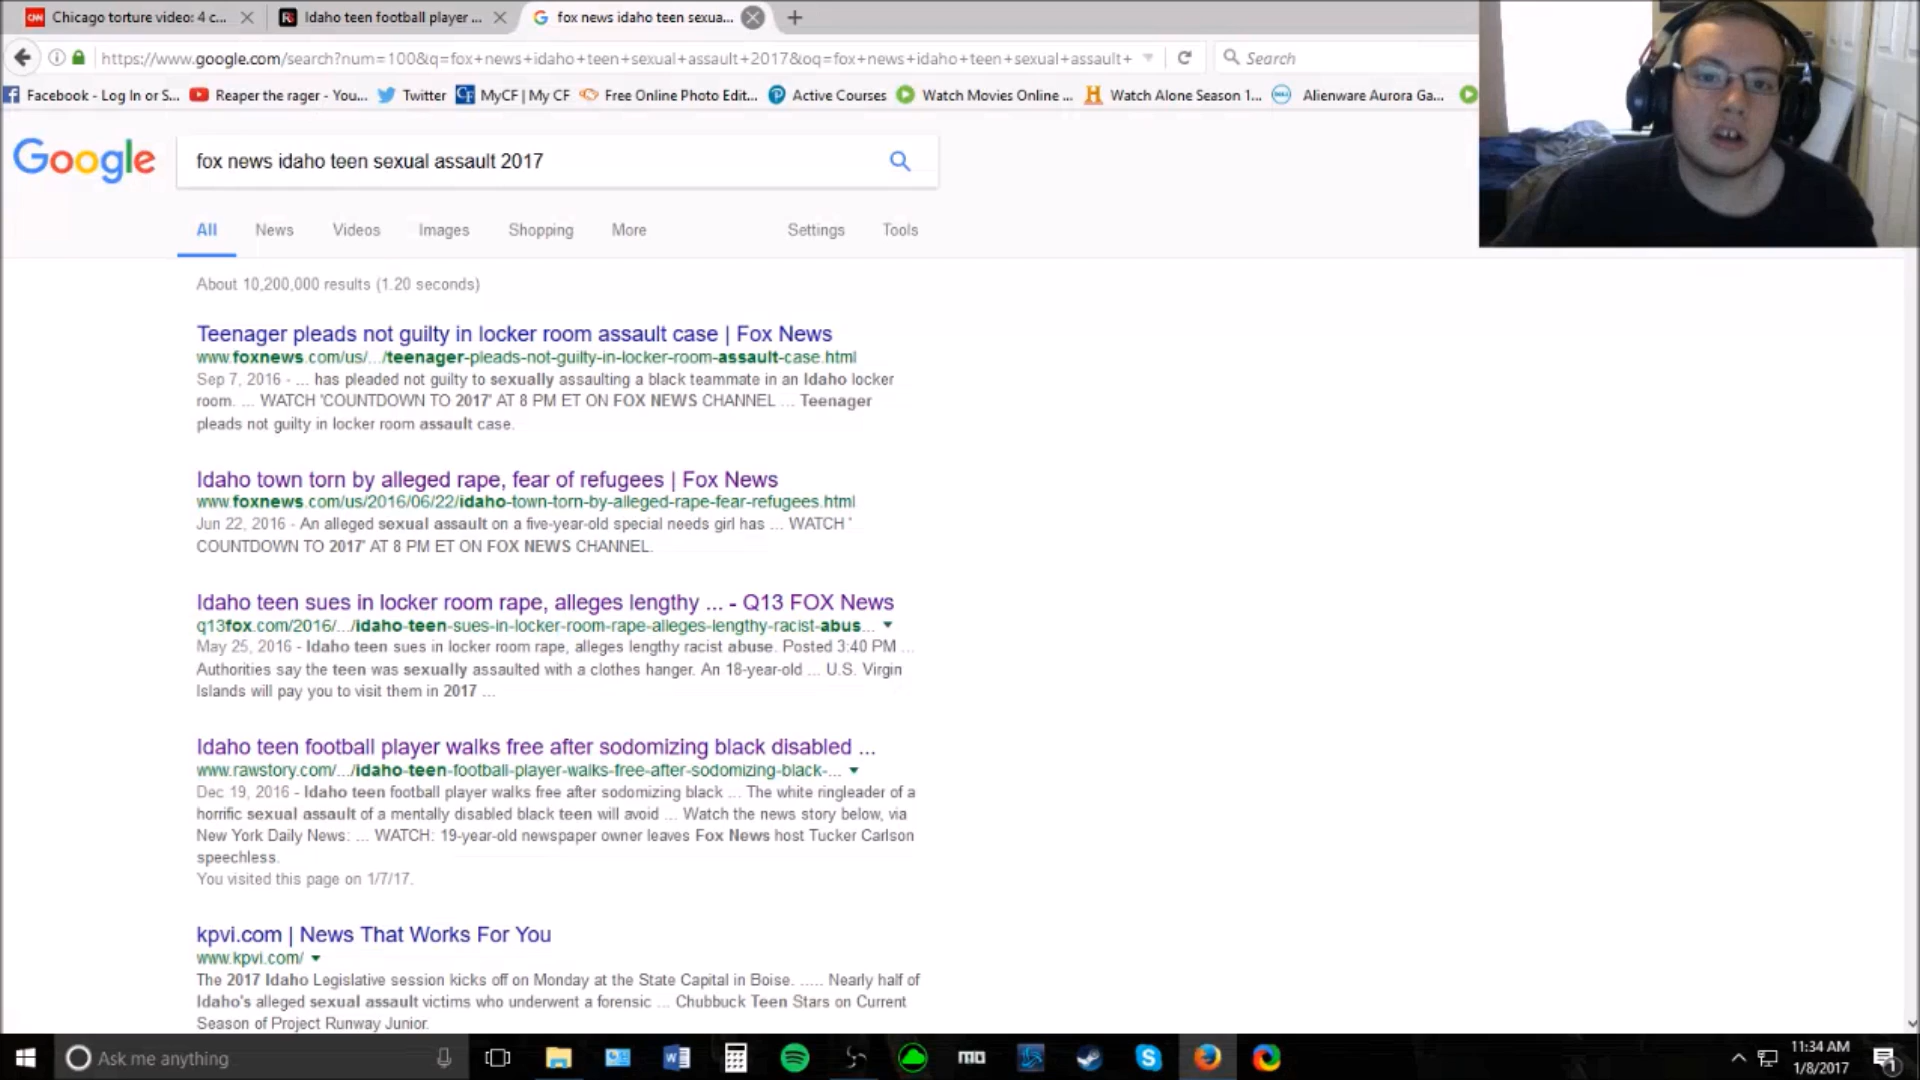 Chicago torture video: 4 c...
Idaho teen football player ...
fox news idaho teen sexua...
https://www.google.com/search?num=100&q=fox+news+idaho+teen+sexual+assault+2017&oq=fox+news+idaho+teen+sexual+assault+
Search
Facebook - Log In or S...
Reaper the rager - You...
Twitter
MyCF | My CF
Free Online Photo Edit...
Active Courses
Watch Movies Online ...
Watch Alone Season 1...
Alienware Aurora Ga...
Google
fox news idaho teen sexual assault 2017
All News Videos Images Shopping More Settings Tools
About 10,200,000 results (1.20 seconds)
Teenager pleads not guilty in locker room assault case | Fox News
www.foxnews.com/us/.../teenager-pleads-not-guilty-in-locker-room-assault-case.html
Sep 7, 2016 - ... has pleaded not guilty to sexually assaulting a black teammate in an Idaho locker
room. ... WATCH 'COUNTDOWN TO 2017' AT 8 PM ET ON FOX NEWS CHANNEL ... Teenager
pleads not guilty in locker room assault case.
Idaho town torn by alleged rape, fear of refugees | Fox News
www.foxnews.com/us/2016/06/22/idaho-town-torn-by-alleged-rape-fear-refugees.html
Jun 22, 2016 - An alleged sexual assault on a five-year-old special needs girl has ... WATCH '
COUNTDOWN TO 2017' AT 8 PM ET ON FOX NEWS CHANNEL.
Idaho teen sues in locker room rape, alleges lengthy ... - Q13 FOX News
q13fox.com/2016/.../idaho-teen-sues-in-locker-room-rape-alleges-lengthy-racist-abus...
May 25, 2016 - Idaho teen sues in locker room rape, alleges lengthy racist abuse. Posted 3:40 PM ...
Authorities say the teen was sexually assaulted with a clothes hanger. An 18-year-old ... U.S. Virgin
Islands will pay you to visit them in 2017 ...
Idaho teen football player walks free after sodomizing black disabled ...
www.rawstory.com/.../idaho-teen-football-player-walks-free-after-sodomizing-black-...
Dec 19, 2016 - Idaho teen football player walks free after sodomizing black ... The white ringleader of a
horrific sexual assault of a mentally disabled black teen will avoid ... Watch the news story below, via
New York Daily News: ... WATCH: 19-year-old newspaper owner leaves Fox News host Tucker Carlson
speechless.
You visited this page on 1/7/17.
kpvi.com | News That Works For You
www.kpvi.com/
The 2017 Idaho Legislative session kicks off on Monday at the State Capital in Boise. ..... Nearly half of
Idaho's alleged sexual assault victims who underwent a forensic ... Chubbuck Teen Stars on Current
Season of Project Runway Junior.
Ask me anything
11:34 AM
1/8/2017